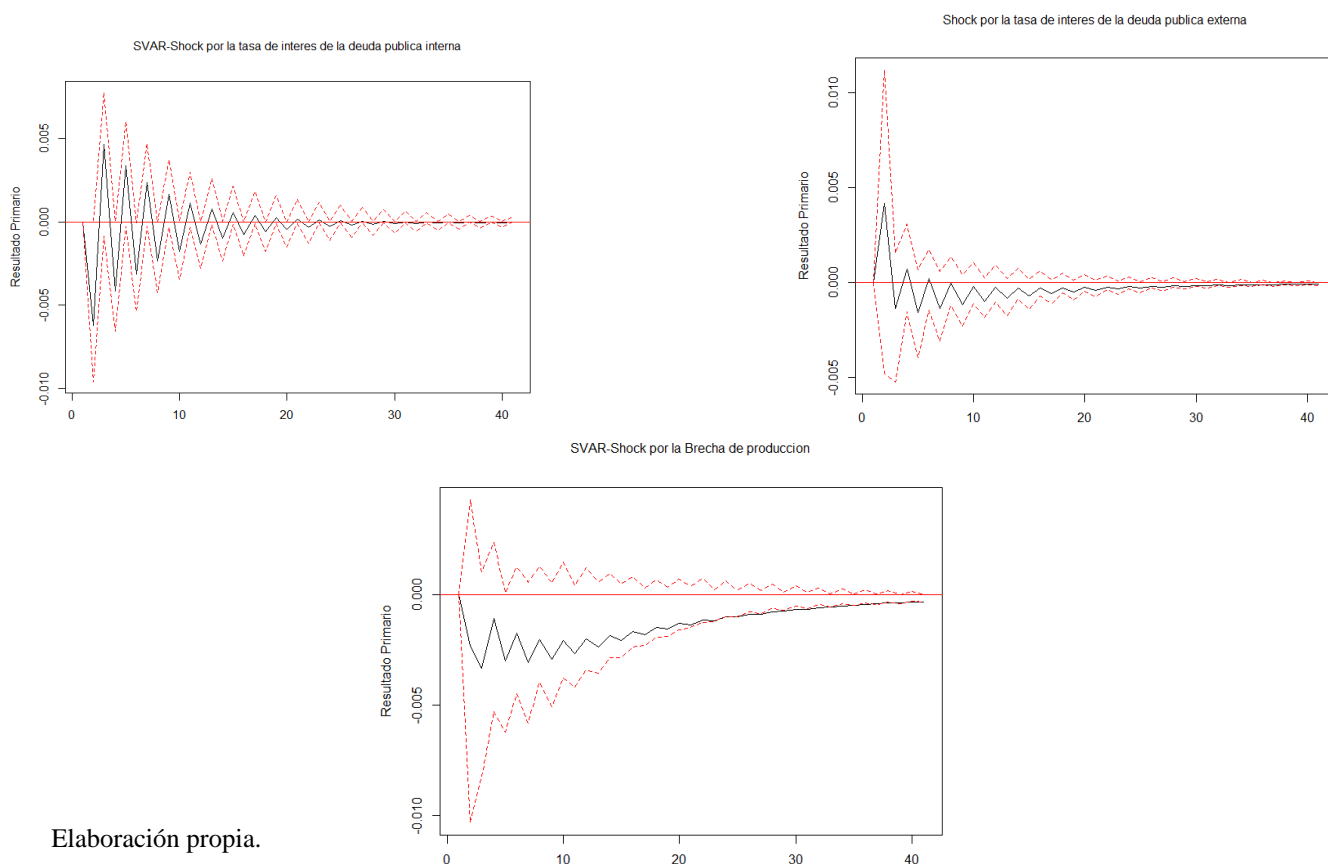 SVAR-Shock por la tasa de interes de la deuda publica interna
Resultado Primario
0.005
0.000
-0.005
-0.010
0 10 20 30 40
Shock por la tasa de interes de la deuda publica externa
0.010
0.005
0.000
-0.005
0 10 20 30 40
SVAR-Shock por la Brecha de produccion
Resultado Primario
0.000
-0.005
-0.010
0 10 20 30 40
Elaboración propia.